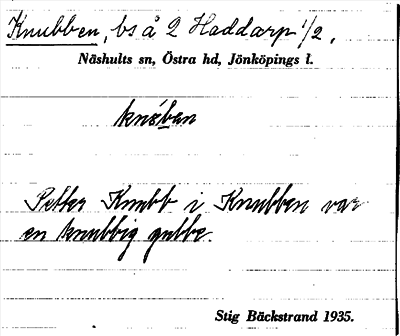 Knubben, bs å 2 Haddarp 1/2,
Näshults sn, Östra hd, Jönköpings l.
Petter Knubb i Knubben var
en knubbig gubbe.
Stig Bäckstrand 1935.